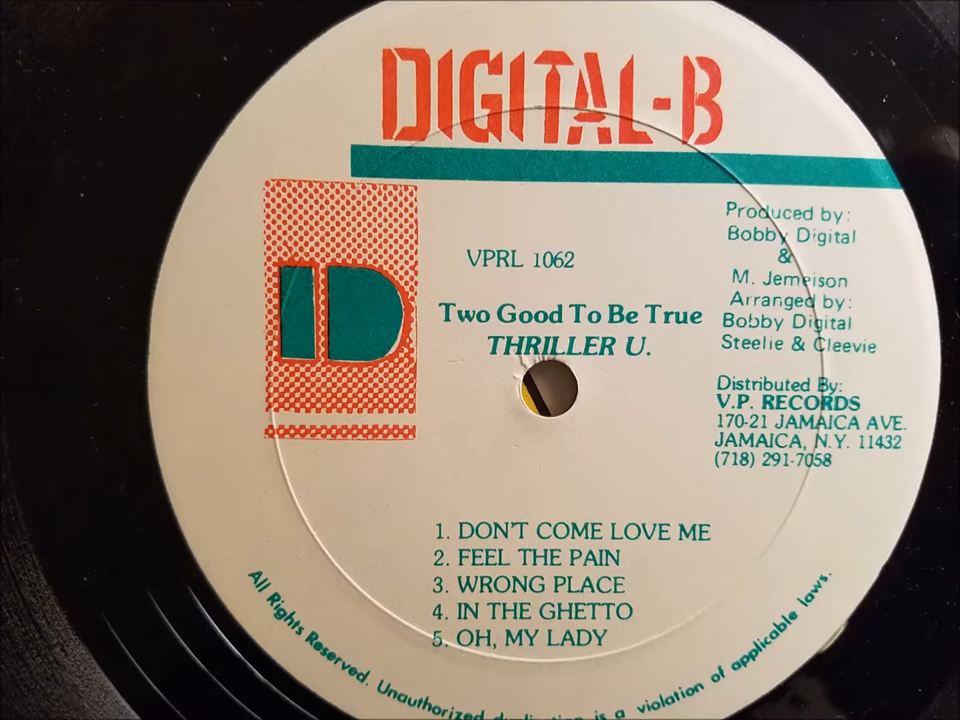 DIGITAL-B
Produced by:
Bobby Digital
&
M. Jemeison
Arranged by:
Bobby Digital
Steelie & Cleevie
VPRL 1062
Two Good To Be True
THRILLER U.
Distributed By:
V.P. RECORDS
170-21 JAMAICA AVE.
JAMAICA, N.Y. 11432
(718) 291-7058
1. DON'T COME LOVE ME
2. FEEL THE PAIN
3. WRONG PLACE
4. IN THE GHETTO
5. OH, MY LADY
All Rights Reserved. Unauthorized duplication is a violation of applicable laws.